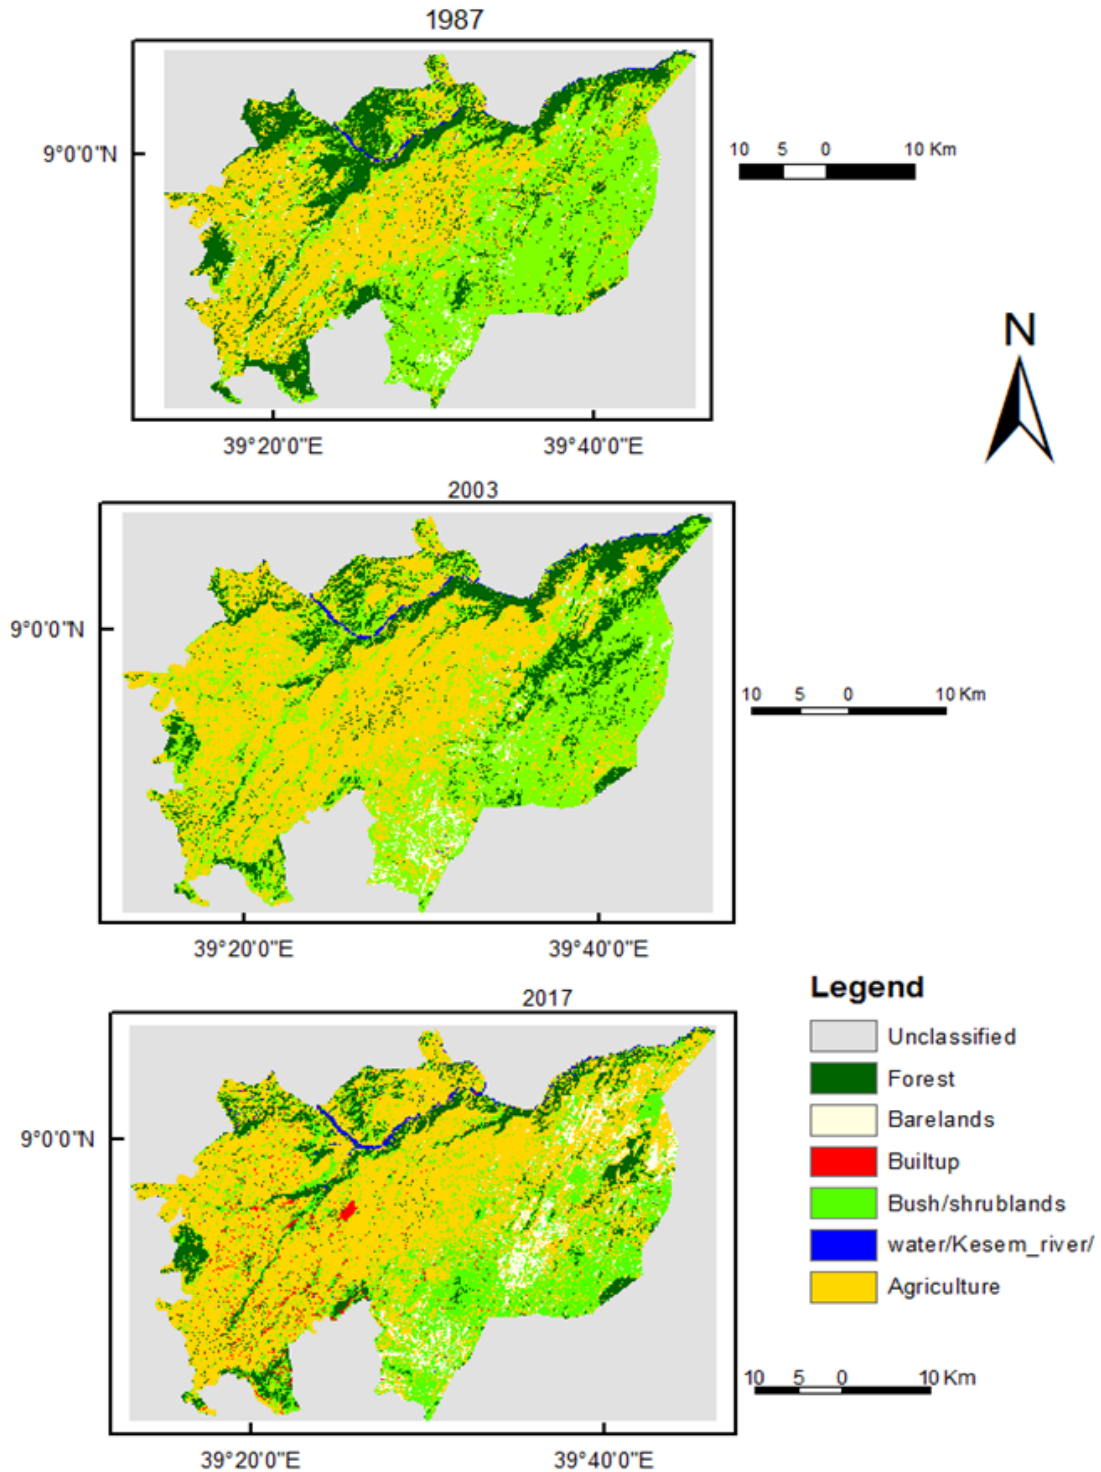 1987
9°0'0"N
10 5 0 10 Km
39°20'0"E 39°40'0"E
N
2003
9°0'0"N
10 5 0 10 Km
39°20'0"E 39°40'0"E
2017
9°0'0"N
Legend
Unclassified
Forest
Barelands
Builtup
Bush/shrublands
water/Kesem_river/
Agriculture
10 5 0 10 Km
39°20'0"E 39°40'0"E